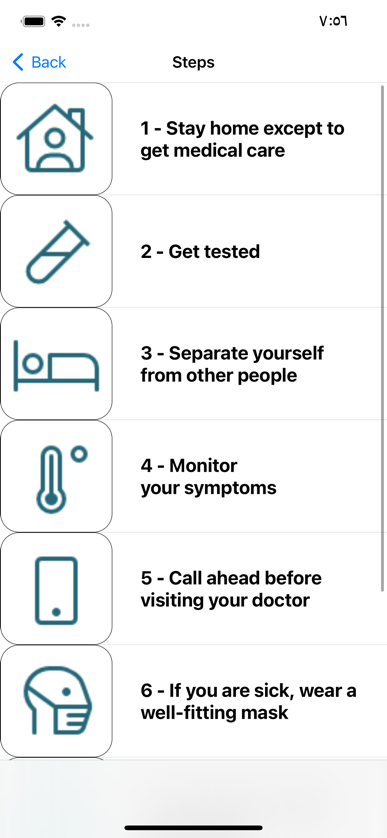 ٧:٥٦
Back
Steps
1 - Stay home except to
get medical care
2 - Get tested
3 - Separate yourself
from other people
4 - Monitor
your symptoms
5 - Call ahead before
visiting your doctor
6 - If you are sick, wear a
well-fitting mask